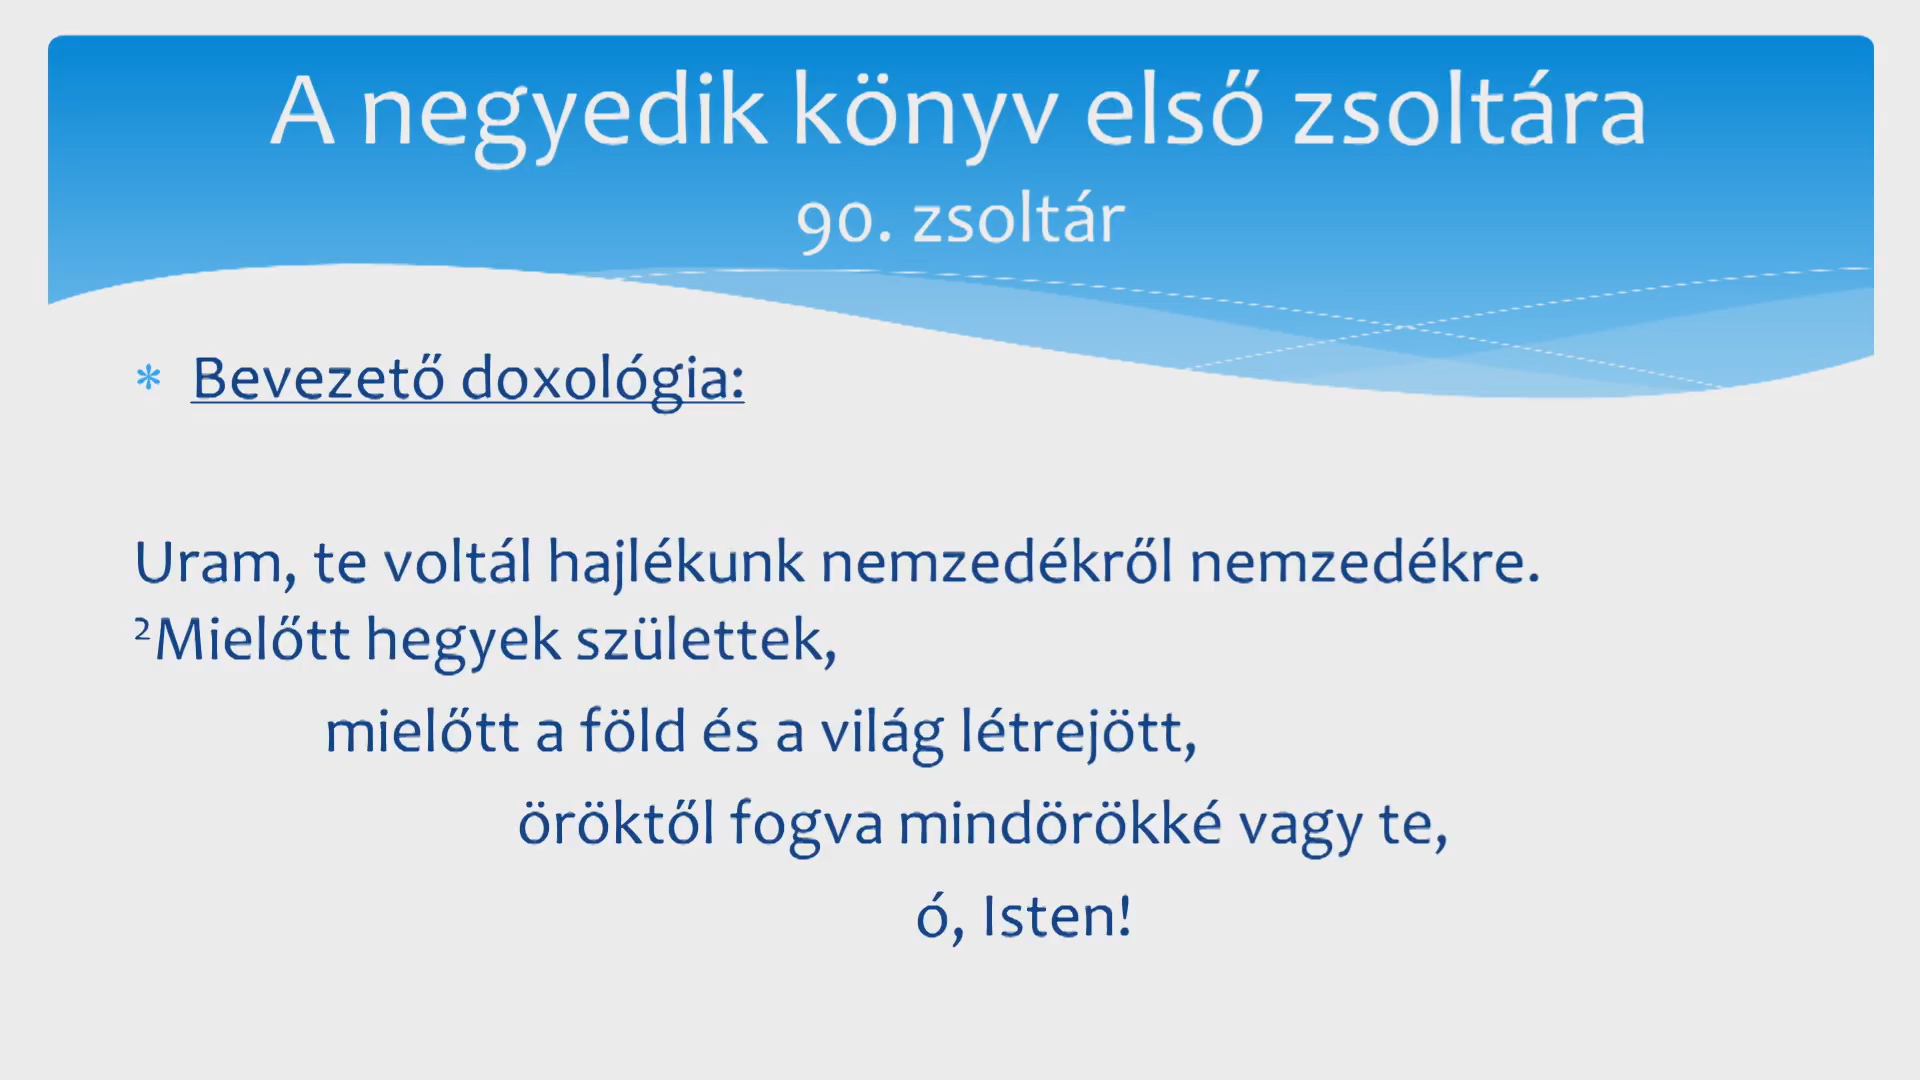 A negyedik könyv első zsoltára
90. zsoltár
* Bevezető doxológia:
Uram, te voltál hajlékunk nemzedékről nemzedékre.
²Mielőtt hegyek születtek,
mielőtt a föld és a világ létrejött,
öröktől fogva mindörökké vagy te,
ó, Isten!